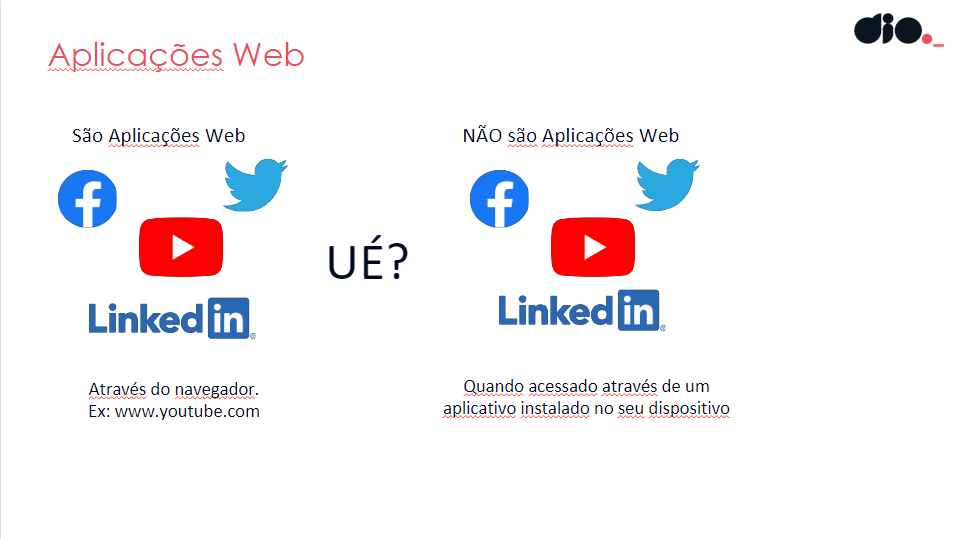 dio._
Aplicações Web
São Aplicações Web
NÃO são Aplicações Web
UÉ?
Linkedin
Linkedin
Através do navegador.
Ex: www.youtube.com
Quando acessado através de um
aplicativo instalado no seu dispositivo